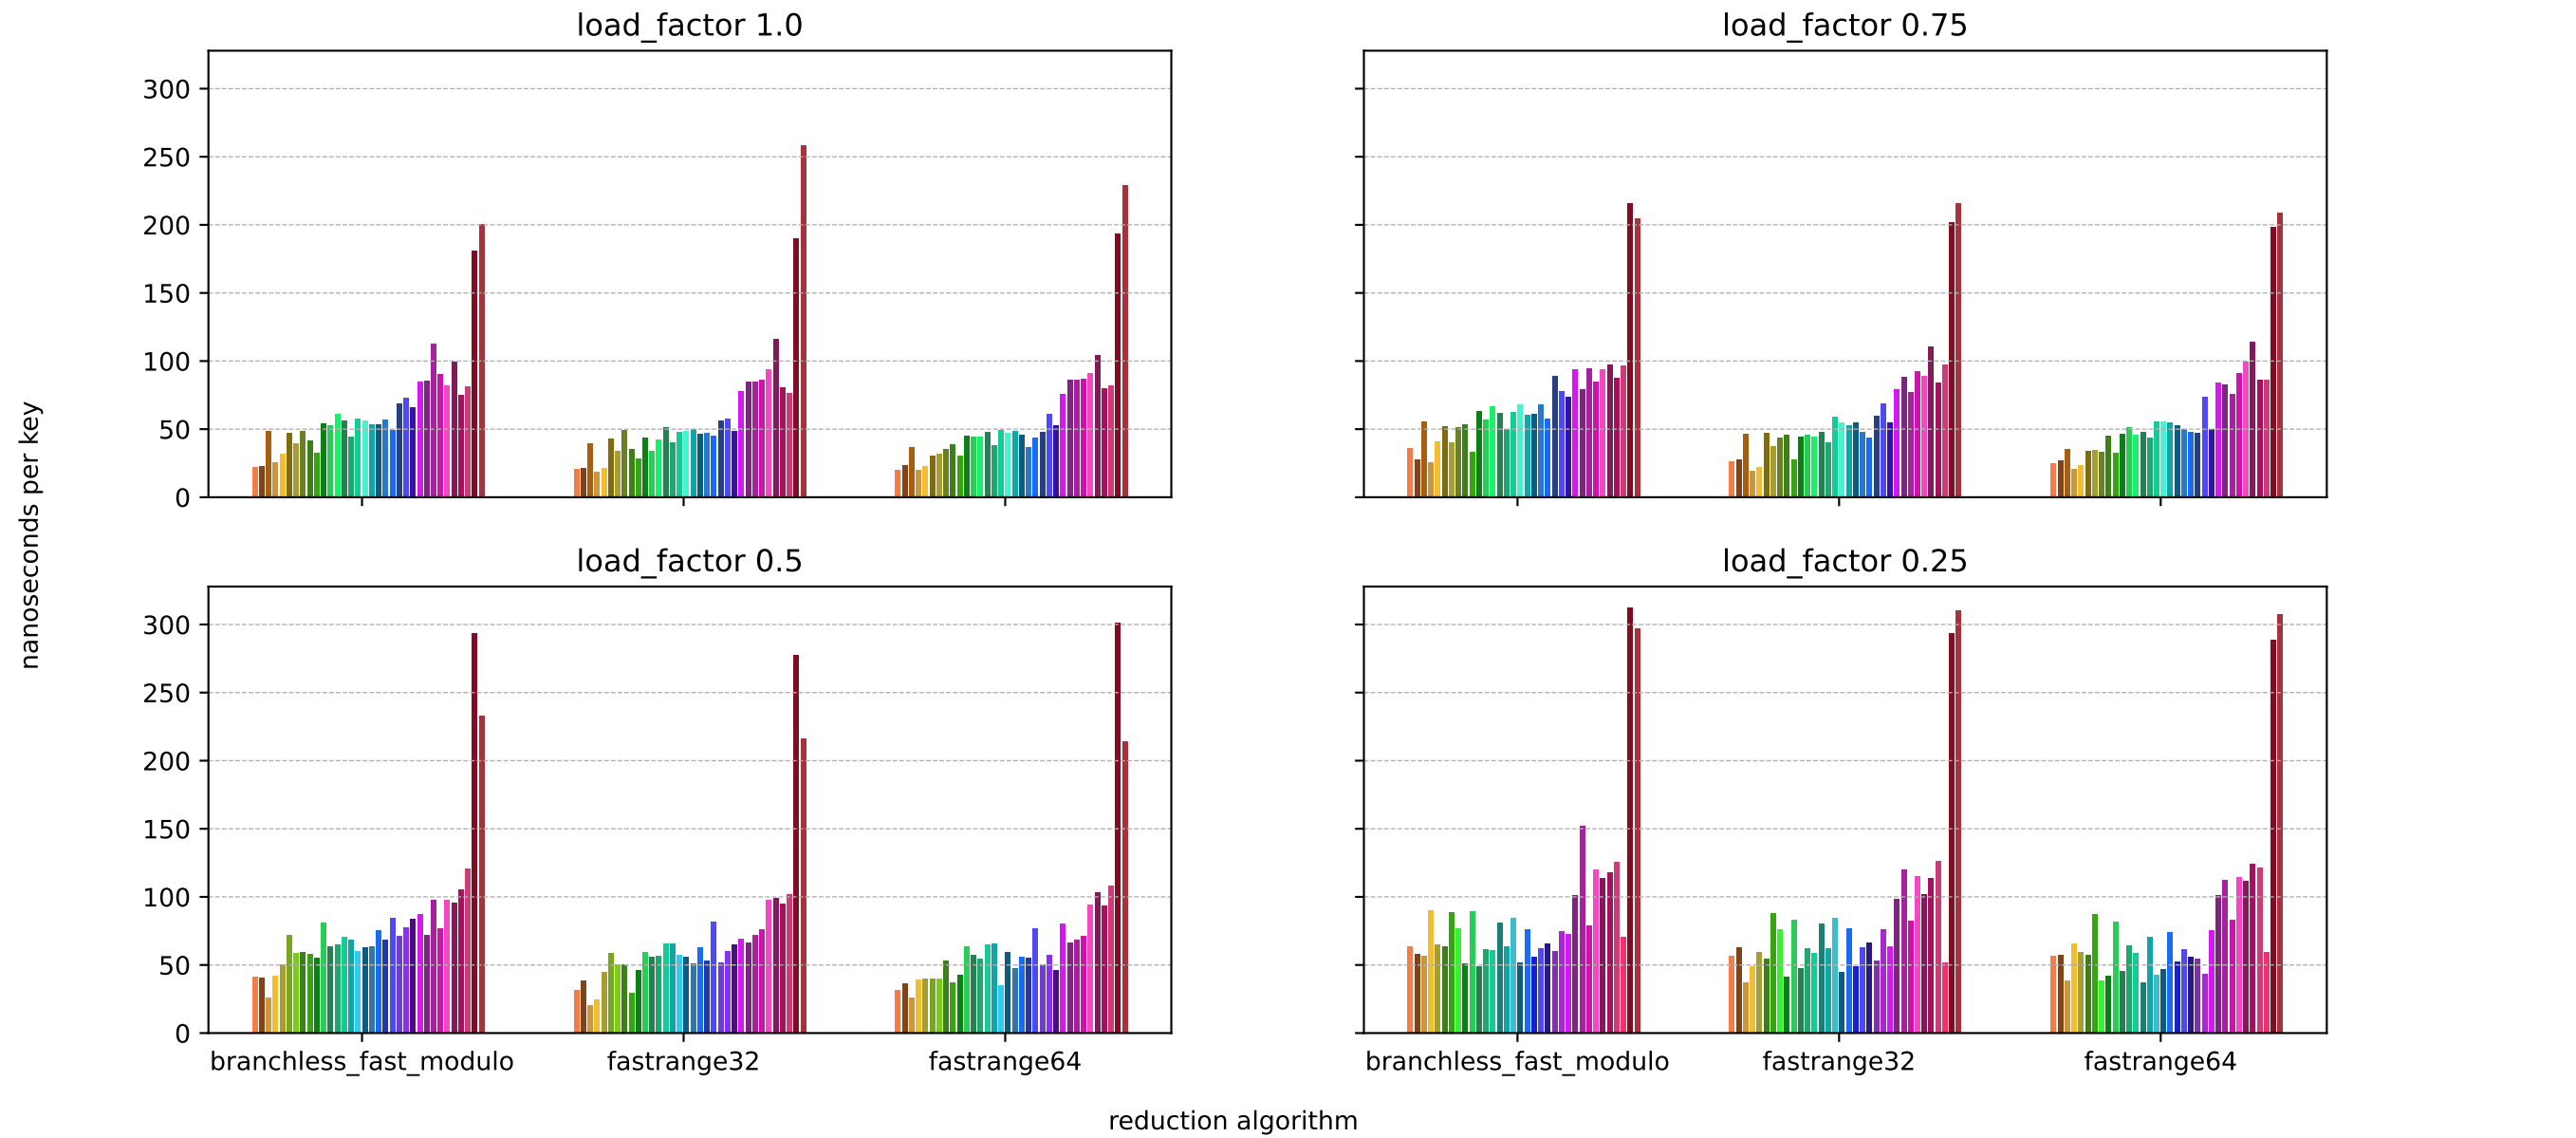 load_factor 1.0
load_factor 0.75
300
250
200
150
100
50
0
load_factor 0.5
load_factor 0.25
300
250
200
150
100
50
0
nanoseconds per key
branchless_fast_modulo
fastrange32
fastrange64
branchless_fast_modulo
fastrange32
fastrange64
reduction algorithm